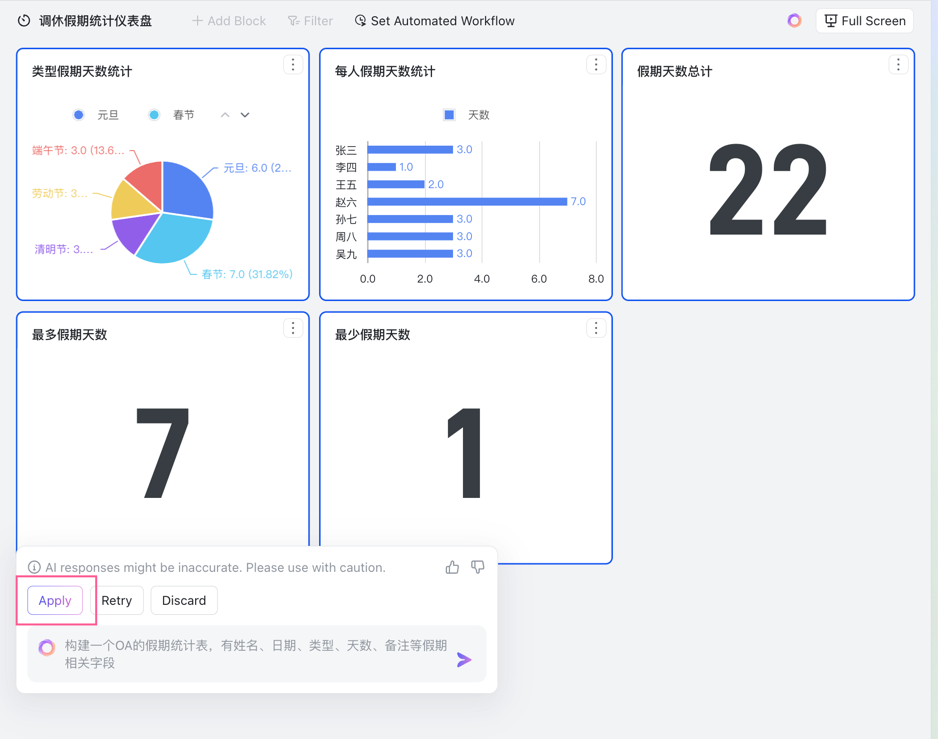 调休假期统计仪表盘
Add Block
Filter
Set Automated Workflow
Full Screen
类型假期天数统计
元旦
春节
端午节: 3.0 (13.6...
元旦: 6.0 (2...
劳动节: 3...
清明节: 3....
春节: 7.0 (31.82%)
每人假期天数统计
天数
张三
3.0
李四
1.0
王五
2.0
赵六
7.0
孙七
3.0
周八
3.0
吴九
3.0
0.0
2.0
4.0
6.0
8.0
假期天数总计
22
最多假期天数
7
最少假期天数
1
AI responses might be inaccurate. Please use with caution.
Apply
Retry
Discard
构建一个OA的假期统计表，有姓名、日期、类型、天数、备注等假期
相关字段